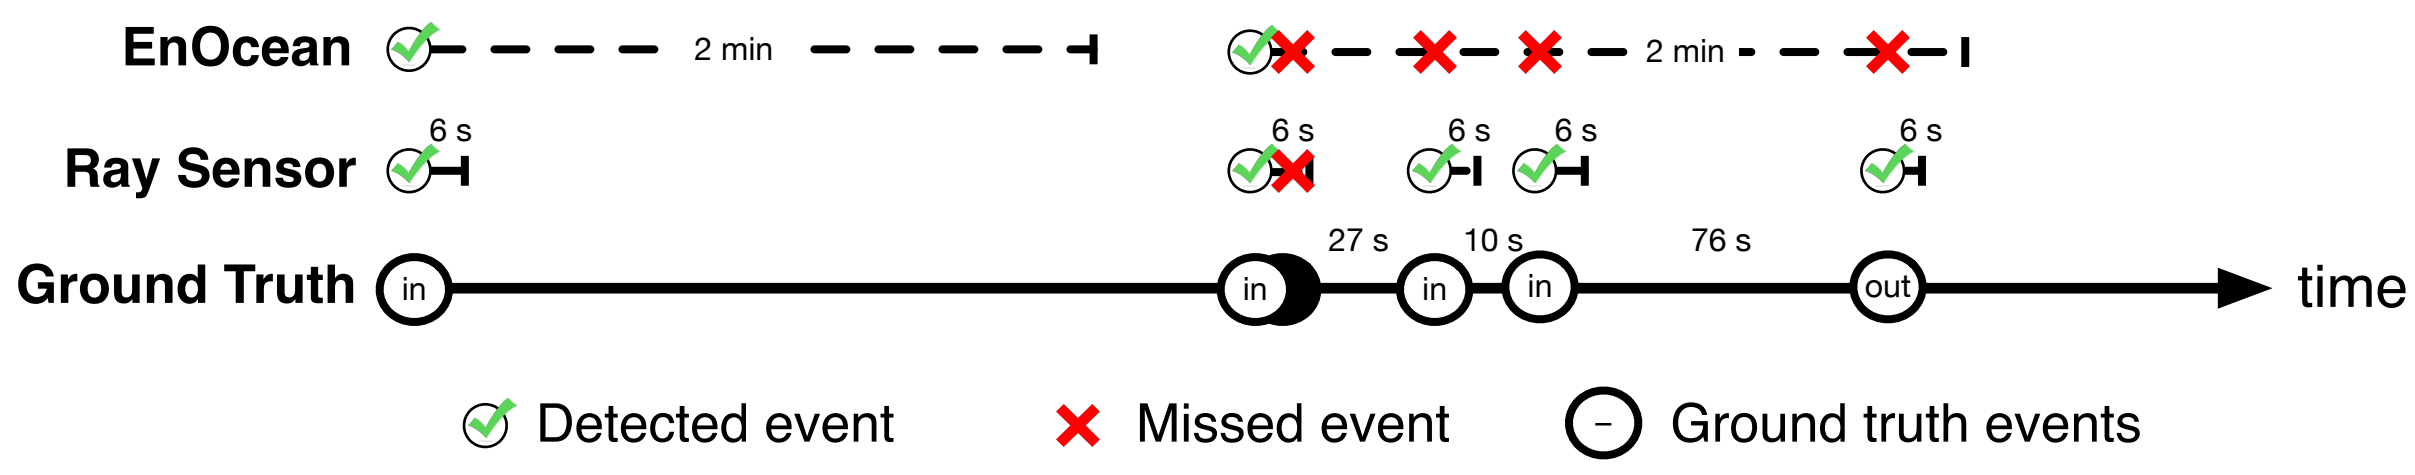 EnOcean 2 min 2 min
6 s 6 s 6 s 6 s 6 s
Ray Sensor
27 s 10 s 76 s
Ground Truth in in in in out time
Detected event Missed event – Ground truth events